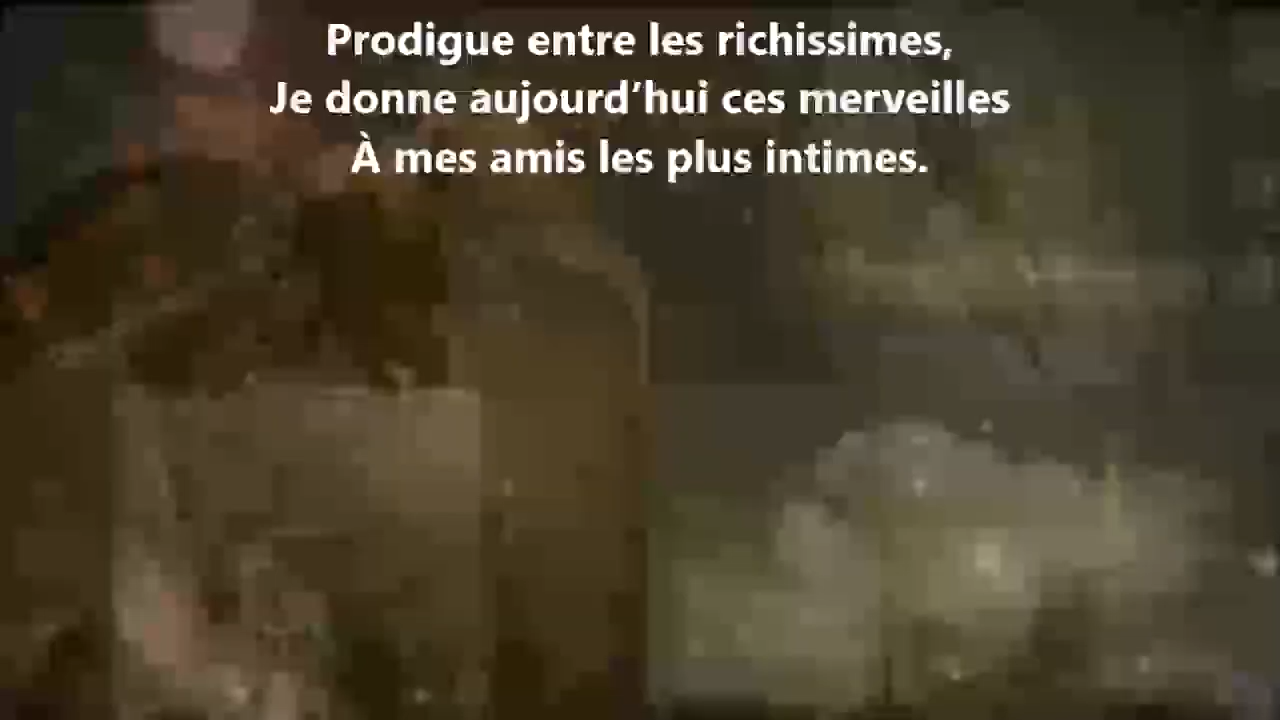 Prodigue entre les richissimes,
Je donne aujourd’hui ces merveilles
À mes amis les plus intimes.